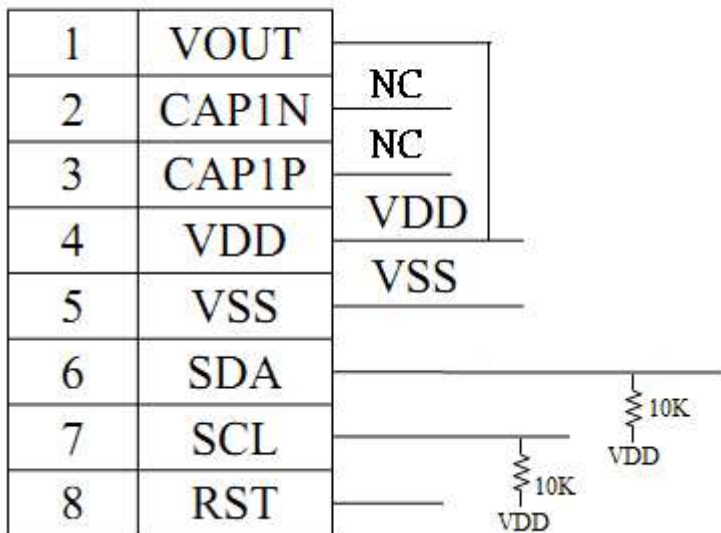 1 VOUT
NC
2 CAP1N
NC
3 CAP1P
VDD
4 VDD
VSS
5 VSS
6 SDA
10K
7 SCL
VDD
10K
8 RST
VDD